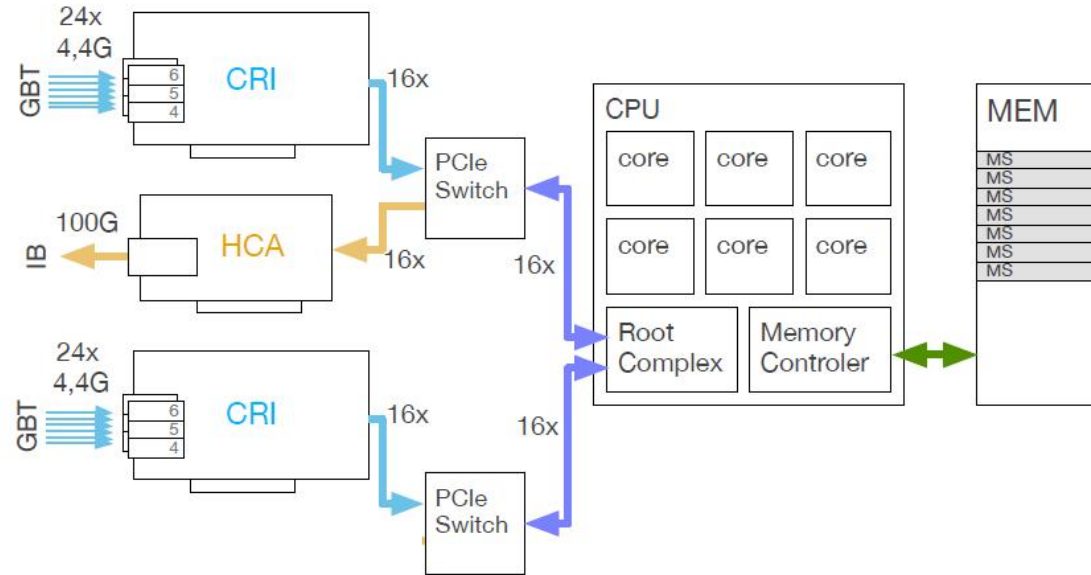 24x
4,4G
GBT
6
5
4
CRI
16x
PCIe
Switch
100G
IB
HCA
16x
16x
24x
4,4G
GBT
6
5
4
CRI
16x
PCIe
Switch
16x
CPU
core
core
core
core
core
core
Root
Complex
Memory
Controler
MEM
MS
MS
MS
MS
MS
MS
MS